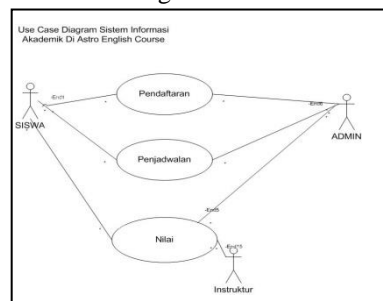 Use Case Diagram Sistem Informasi
Akademik Di Astro English Course
Pendaftaran
SISWA
ADMIN
Penjadwalan
Nilai
Instruktur